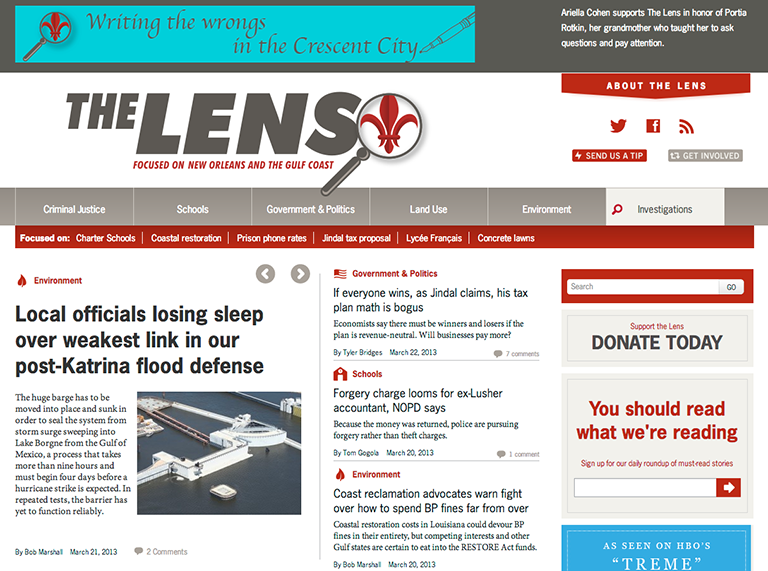 Writing the wrongs
in the Crescent City
Ariella Cohen supports The Lens in honor of Portia
Rotkin, her grandmother who taught her to ask
questions and pay attention.
ABOUT THE LENS
THE LENS
FOCUSED ON NEW ORLEANS AND THE GULF COAST
SEND US A TIP
GET INVOLVED
Criminal Justice
Schools
Government & Politics
Land Use
Environment
Investigations
Focused on: Charter Schools | Coastal restoration | Prison phone rates | Jindal tax proposal | Lycée Français | Concrete lawns
Environment
Local officials losing sleep
over weakest link in our
post-Katrina flood defense
The huge barge has to be
moved into place and sunk in
order to seal the system from
storm surge sweeping into
Lake Borgne from the Gulf of
Mexico, a process that takes
more than nine hours and
must begin four days before a
hurricane strike is expected. In
repeated tests, the barrier has
yet to function reliably.
By Bob Marshall March 21, 2013 2 Comments
Government & Politics
If everyone wins, as Jindal claims, his tax
plan math is bogus
Economists say there must be winners and losers if the
plan is revenue-neutral. Will businesses pay more?
By Tyler Bridges March 22, 2013 7 comments
Schools
Forgery charge looms for ex-Lusher
accountant, NOPD says
Because the money was returned, police are pursuing
forgery rather than theft charges.
By Tom Gogola March 20, 2013 1 comment
Environment
Coast reclamation advocates warn fight
over how to spend BP fines far from over
Coastal restoration costs in Louisiana could devour BP
fines in their entirety, but competing interests and other
Gulf states are certain to eat into the RESTORE Act funds.
By Bob Marshall March 20, 2013
Search
GO
Support the Lens
DONATE TODAY
You should read
what we're reading
Sign up for our daily roundup of must-read stories
AS SEEN ON HBO'S
"TREME"